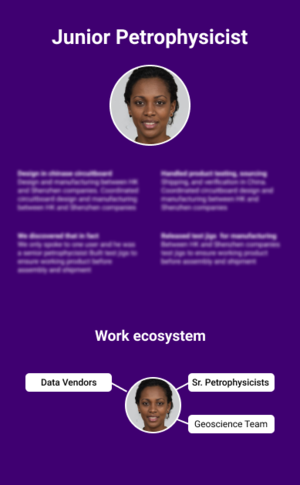 Junior Petrophysicist
Design in chinese circuitboard
Design and manufacturing between HK
and Shenzhen companies. Coordinated
circuitboard design and manufacturing
between HK and Shenzhen companies
Handled product testing, sourcing
Shipping, and verification in China.
Coordinated circuitboard design and
manufacturing between HK and
Shenzhen companies
We discovered that in fact
We only spoke to one user and he was
a senior petrophysicist Built test jigs to
ensure working product before
assembly and shipment
Released test jigs for manufacturing
Between HK and Shenzhen companies
test jigs to ensure working product
before assembly and shipment
Work ecosystem
Data Vendors
Sr. Petrophysicists
Geoscience Team